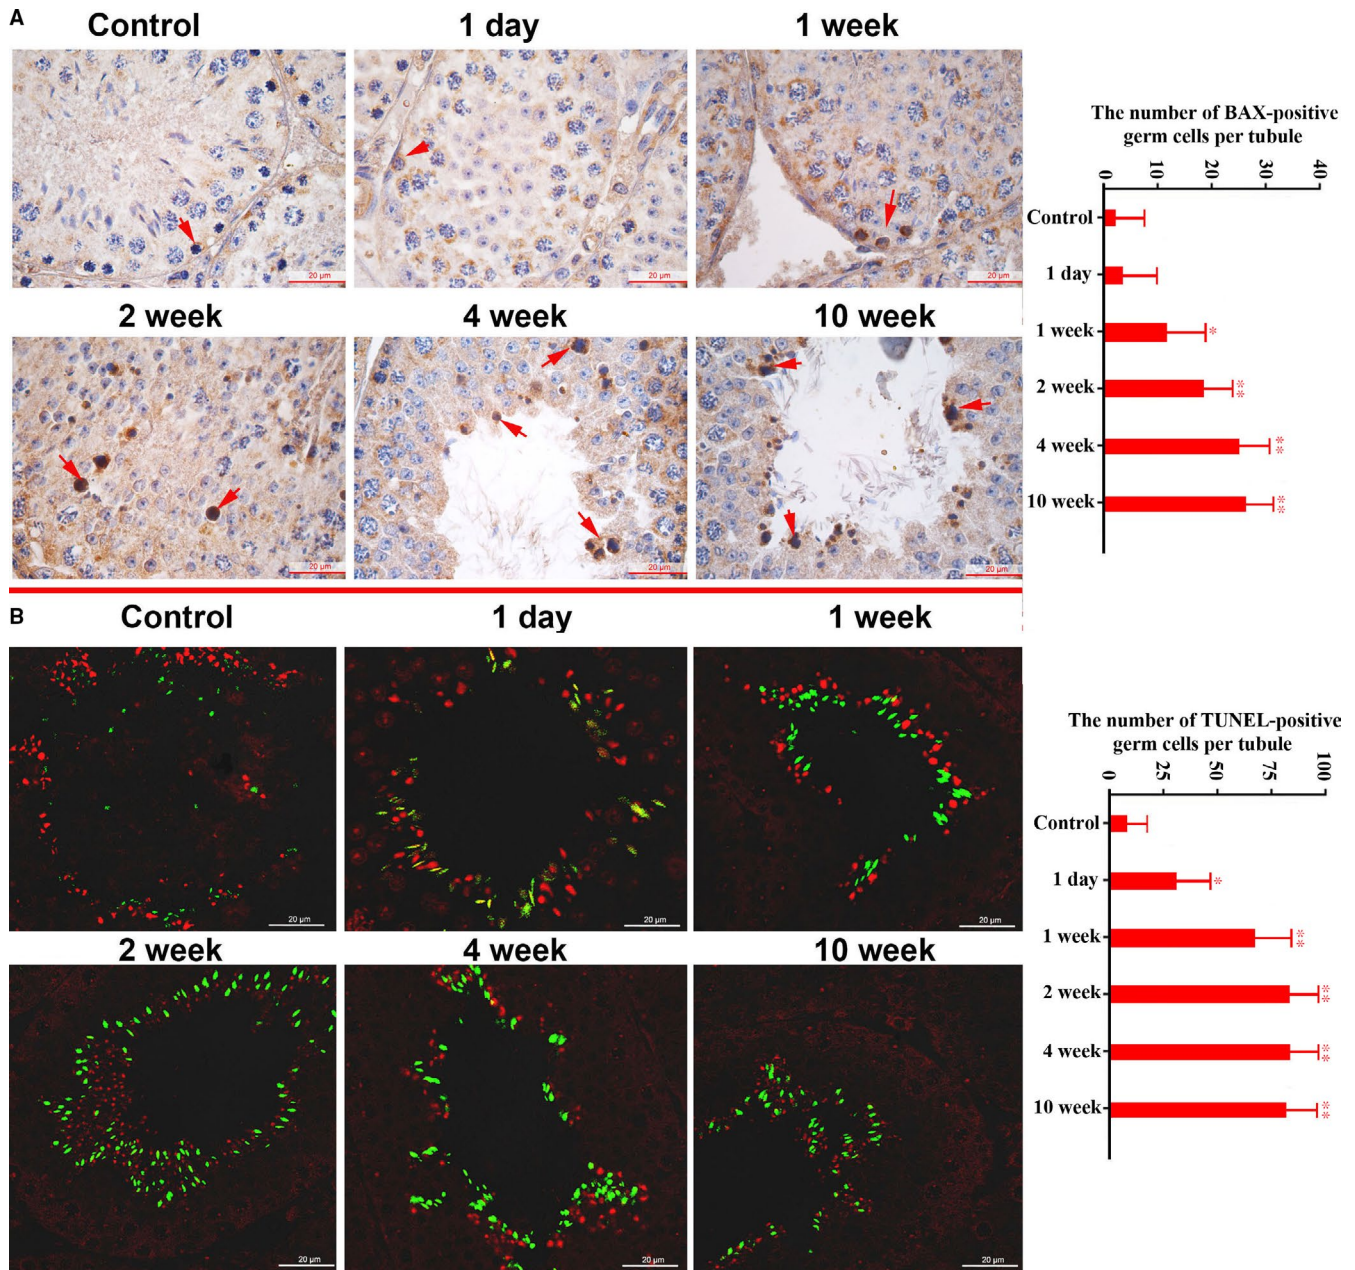 A
Control
1 day
1 week
20 µm
20 µm
20 µm
2 week
4 week
10 week
20 µm
20 µm
20 µm
The number of BAX-positive
germ cells per tubule
0
10
20
30
40
Control
1 day
1 week
*
2 week
**
4 week
**
10 week
**
B
Control
1 day
1 week
20 µm
20 µm
20 µm
2 week
4 week
10 week
20 µm
20 µm
20 µm
The number of TUNEL-positive
germ cells per tubule
0
25
50
75
100
Control
1 day
*
1 week
**
2 week
**
4 week
**
10 week
**